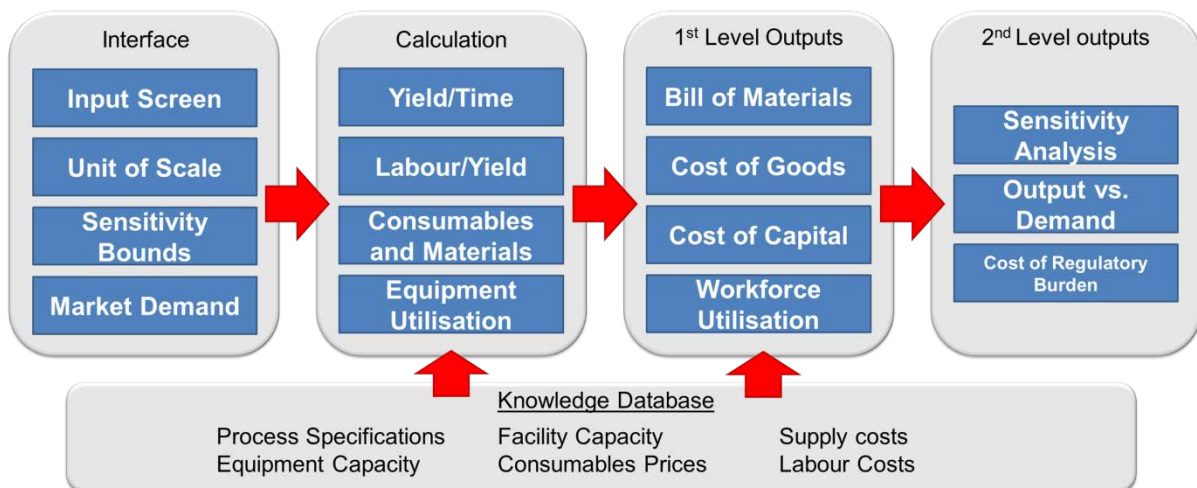 Interface
Input Screen
Unit of Scale
Sensitivity
Bounds
Market Demand
Calculation
Yield/Time
Labour/Yield
Consumables
and Materials
Equipment
Utilisation
1st Level Outputs
Bill of Materials
Cost of Goods
Cost of Capital
Workforce
Utilisation
2nd Level outputs
Sensitivity
Analysis
Output vs.
Demand
Cost of Regulatory
Burden
Knowledge Database
Process Specifications Facility Capacity Supply costs
Equipment Capacity Consumables Prices Labour Costs